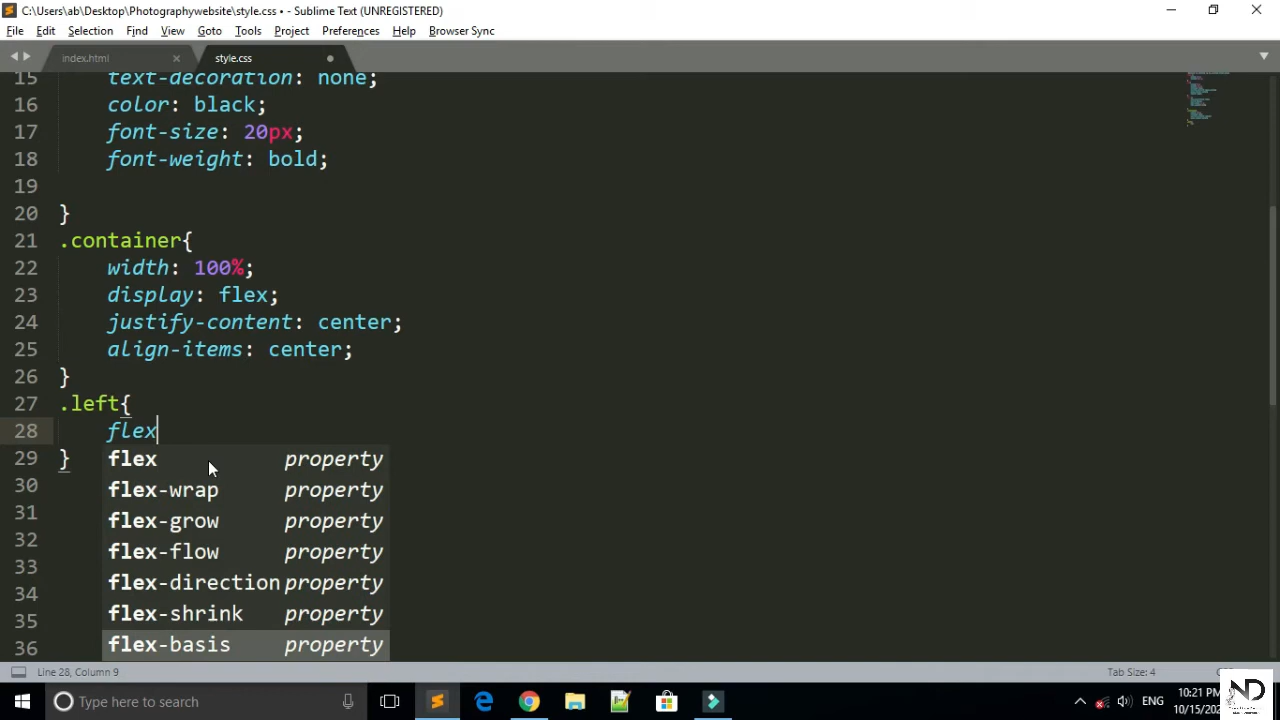 C:\Users\ab\Desktop\Photographywebsite\style.css • - Sublime Text (UNREGISTERED)
File Edit Selection Find View Goto Tools Project Preferences Help Browser Sync
index.html style.css
15 text-decoration: none;
16 color: black;
17 font-size: 20px;
18 font-weight: bold;
19
20 }
21 .container{
22 width: 100%;
23 display: flex;
24 justify-content: center;
25 align-items: center;
26 }
27 .left{
28 flex
29 } flex property
30 flex-wrap property
31 flex-grow property
32 flex-flow property
33 flex-direction property
34 flex-shrink property
35
36 flex-basis property
Line 28, Column 9 Tab Size: 4
Type here to search ENG 10:21 PM
ND